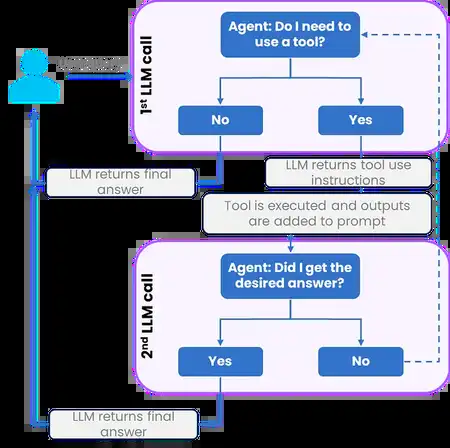 Agent: Do I need to
use a tool?
1st LLM call
No
Yes
LLM returns final
answer
LLM returns tool use
instructions
Tool is executed and outputs
are added to prompt
Agent: Did I get the
desired answer?
2nd LLM call
Yes
No
LLM returns final
answer